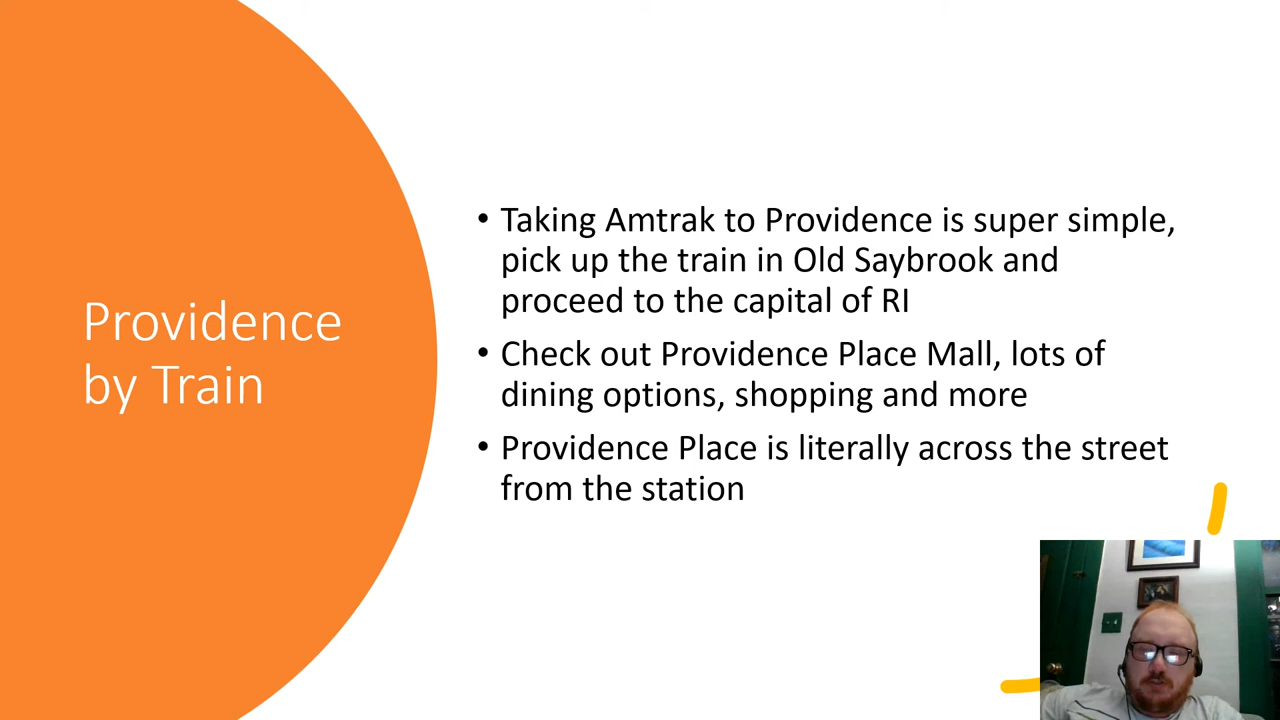 Providence
by Train
• Taking Amtrak to Providence is super simple,
pick up the train in Old Saybrook and
proceed to the capital of RI
• Check out Providence Place Mall, lots of
dining options, shopping and more
• Providence Place is literally across the street
from the station